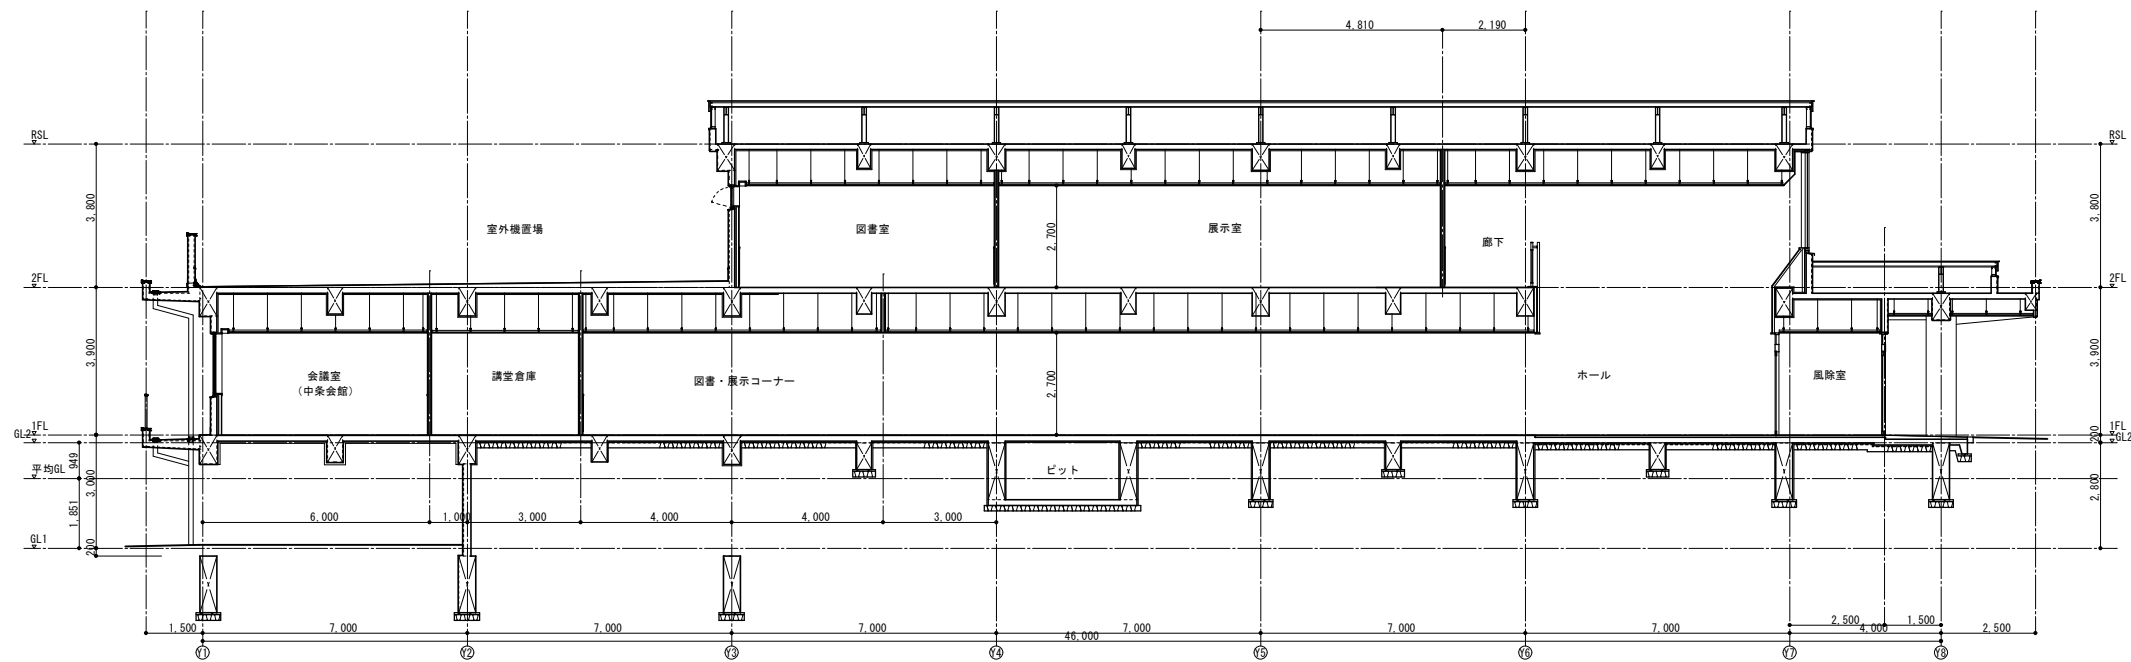 4,810
2,190
RSL
RSL
3,800
3,800
室外機置場
図書室
2,700
展示室
廊下
2FL
2FL
3,900
3,900
会議室
(中条会館)
講堂倉庫
図書・展示コーナー
2,700
ホール
風除室
1FL
GL2
1FL
GL2
200
949
平均GL
3,000
ピット
2,800
1,851
6,000
1,000
3,000
4,000
4,000
3,000
GL1
200
1,500
7,000
7,000
7,000
7,000
7,000
7,000
2,500
1,500
4,000
2,500
46,000
Y1
Y2
Y3
Y4
Y5
Y6
Y7
Y8